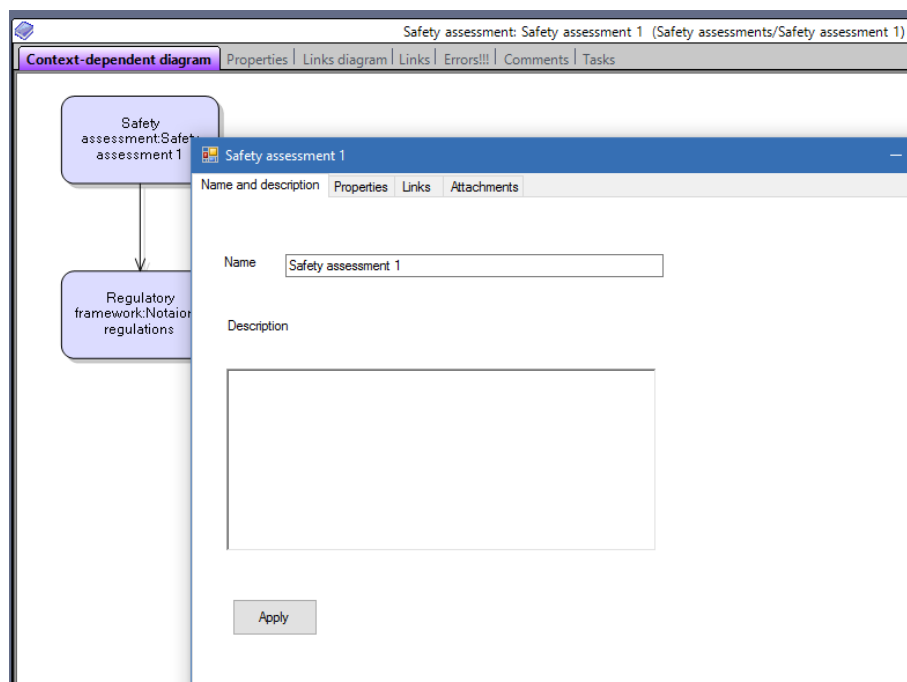 Safety assessment: Safety assessment 1 (Safety assessments/Safety assessment 1)
Context-dependent diagram Properties Links diagram Links Errors!!! Comments Tasks
Safety
assessment:Safety
assessment 1
Regulatory
framework:Notaion
regulations
Safety assessment 1
Name and description Properties Links Attachments
Name Safety assessment 1
Description
Apply